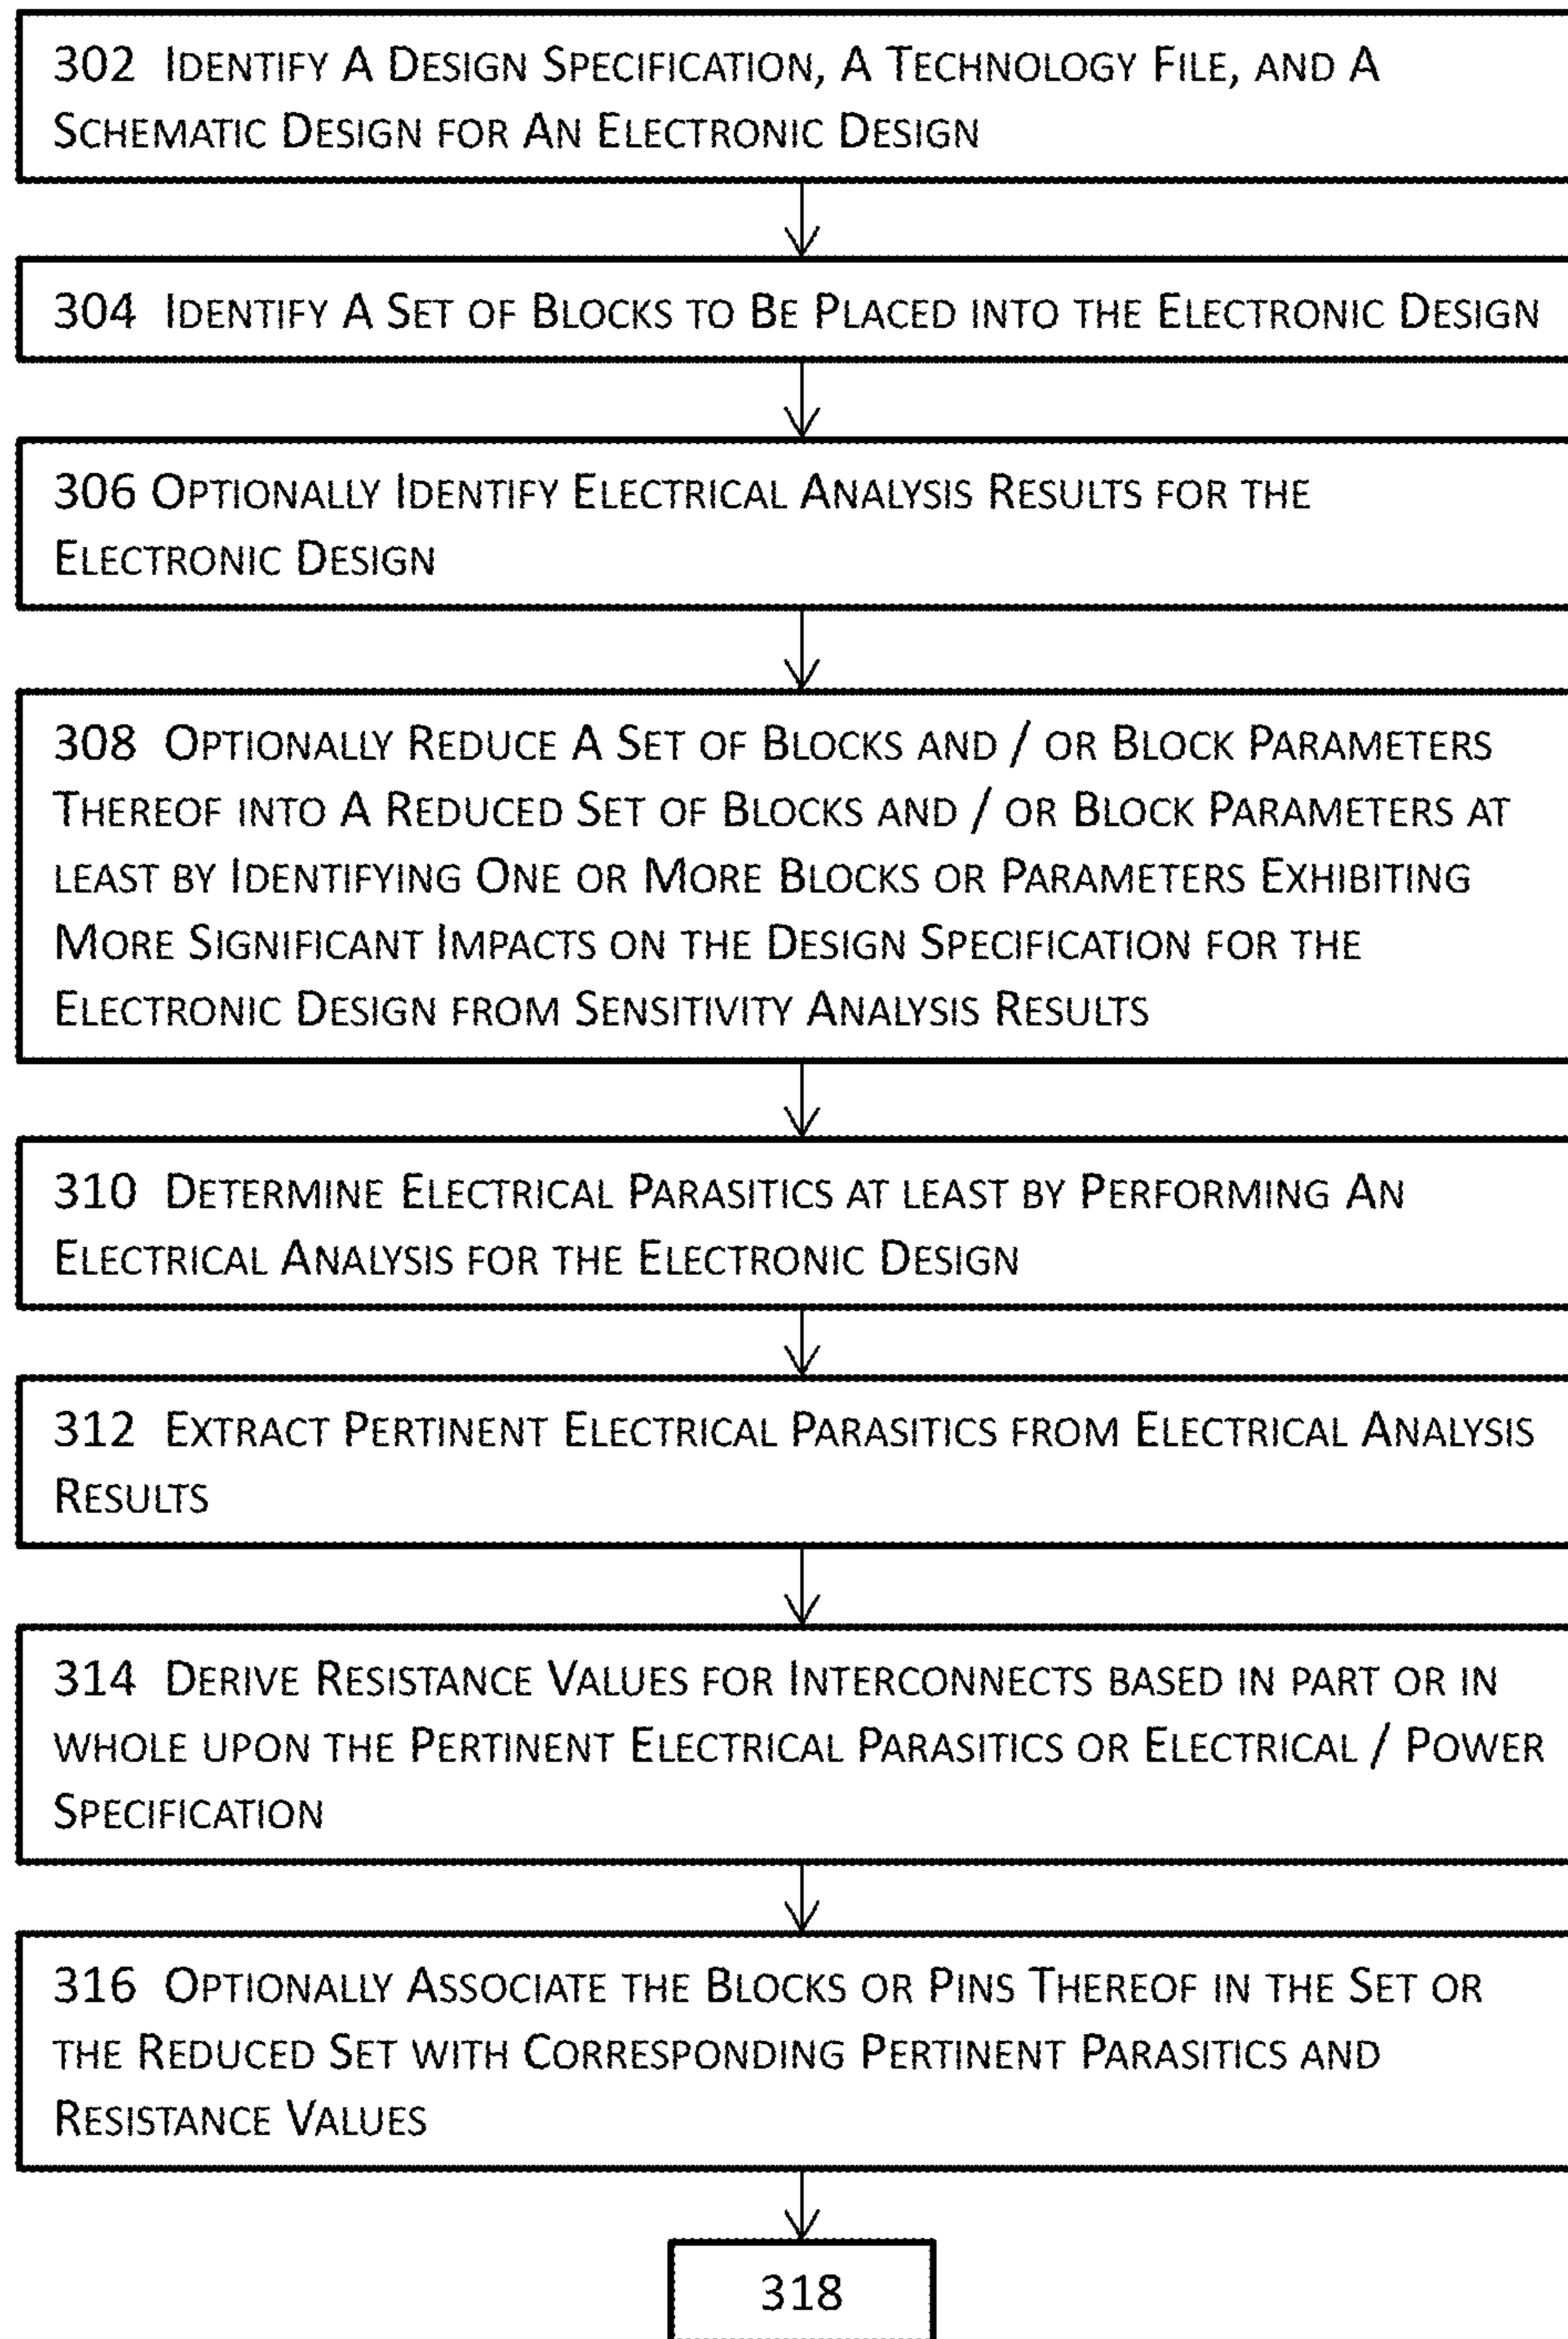 302 IDENTIFY A DESIGN SPECIFICATION, A TECHNOLOGY FILE, AND A
SCHEMATIC DESIGN FOR AN ELECTRONIC DESIGN
304 IDENTIFY A SET OF BLOCKS TO BE PLACED INTO THE ELECTRONIC DESIGN
306 OPTIONALLY IDENTIFY ELECTRICAL ANALYSIS RESULTS FOR THE
ELECTRONIC DESIGN
308 OPTIONALLY REDUCE A SET OF BLOCKS AND / OR BLOCK PARAMETERS
THEREOF INTO A REDUCED SET OF BLOCKS AND / OR BLOCK PARAMETERS AT
LEAST BY IDENTIFYING ONE OR MORE BLOCKS OR PARAMETERS EXHIBITING
MORE SIGNIFICANT IMPACTS ON THE DESIGN SPECIFICATION FOR THE
ELECTRONIC DESIGN FROM SENSITIVITY ANALYSIS RESULTS
310 DETERMINE ELECTRICAL PARASITICS AT LEAST BY PERFORMING AN
ELECTRICAL ANALYSIS FOR THE ELECTRONIC DESIGN
312 EXTRACT PERTINENT ELECTRICAL PARASITICS FROM ELECTRICAL ANALYSIS
RESULTS
314 DERIVE RESISTANCE VALUES FOR INTERCONNECTS BASED IN PART OR IN
WHOLE UPON THE PERTINENT ELECTRICAL PARASITICS OR ELECTRICAL / POWER
SPECIFICATION
316 OPTIONALLY ASSOCIATE THE BLOCKS OR PINS THEREOF IN THE SET OR
THE REDUCED SET WITH CORRESPONDING PERTINENT PARASITICS AND
RESISTANCE VALUES
318